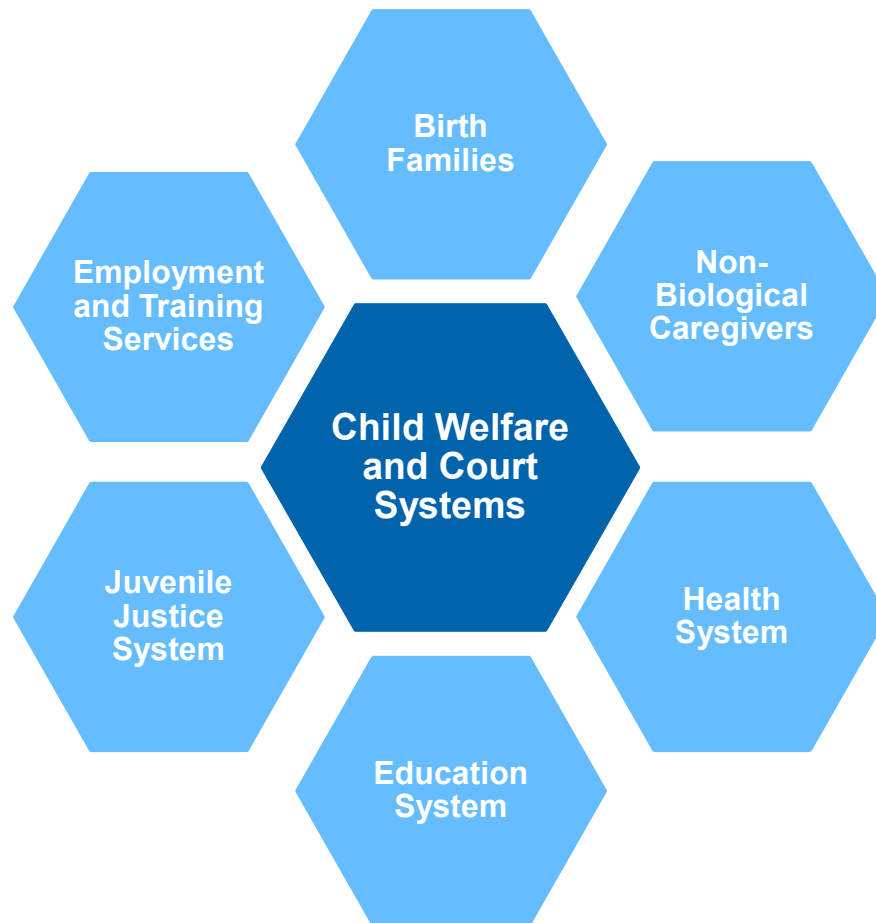 Birth
Families
Non-
Biological
Caregivers
Employment
and Training
Services
Child Welfare
and Court
Systems
Juvenile
Justice
System
Health
System
Education
System